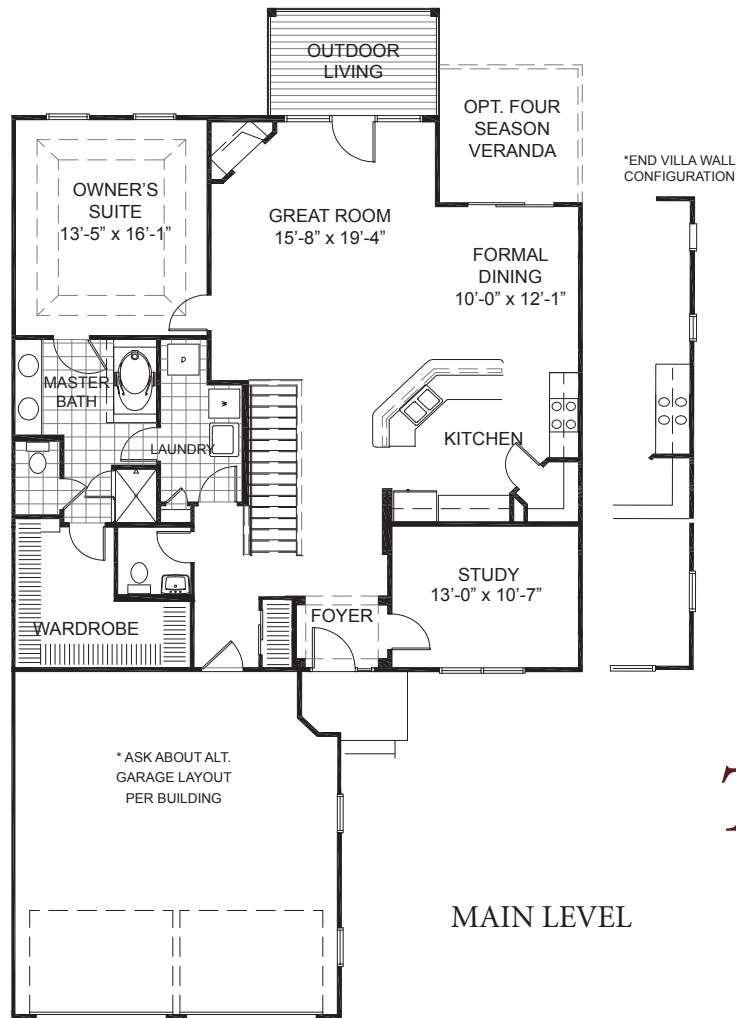 OUTDOOR
LIVING
OPT. FOUR
SEASON
VERANDA
*END VILLA WALL
CONFIGURATION
OWNER'S
SUITE
13'-5" x 16'-1"
GREAT ROOM
15'-8" x 19'-4"
FORMAL
DINING
10'-0" x 12'-1"
D
MASTER
BATH
W
LAUNDRY
KITCHEN
STUDY
13'-0" x 10'-7"
FOYER
WARDROBE
* ASK ABOUT ALT.
GARAGE LAYOUT
PER BUILDING
MAIN LEVEL